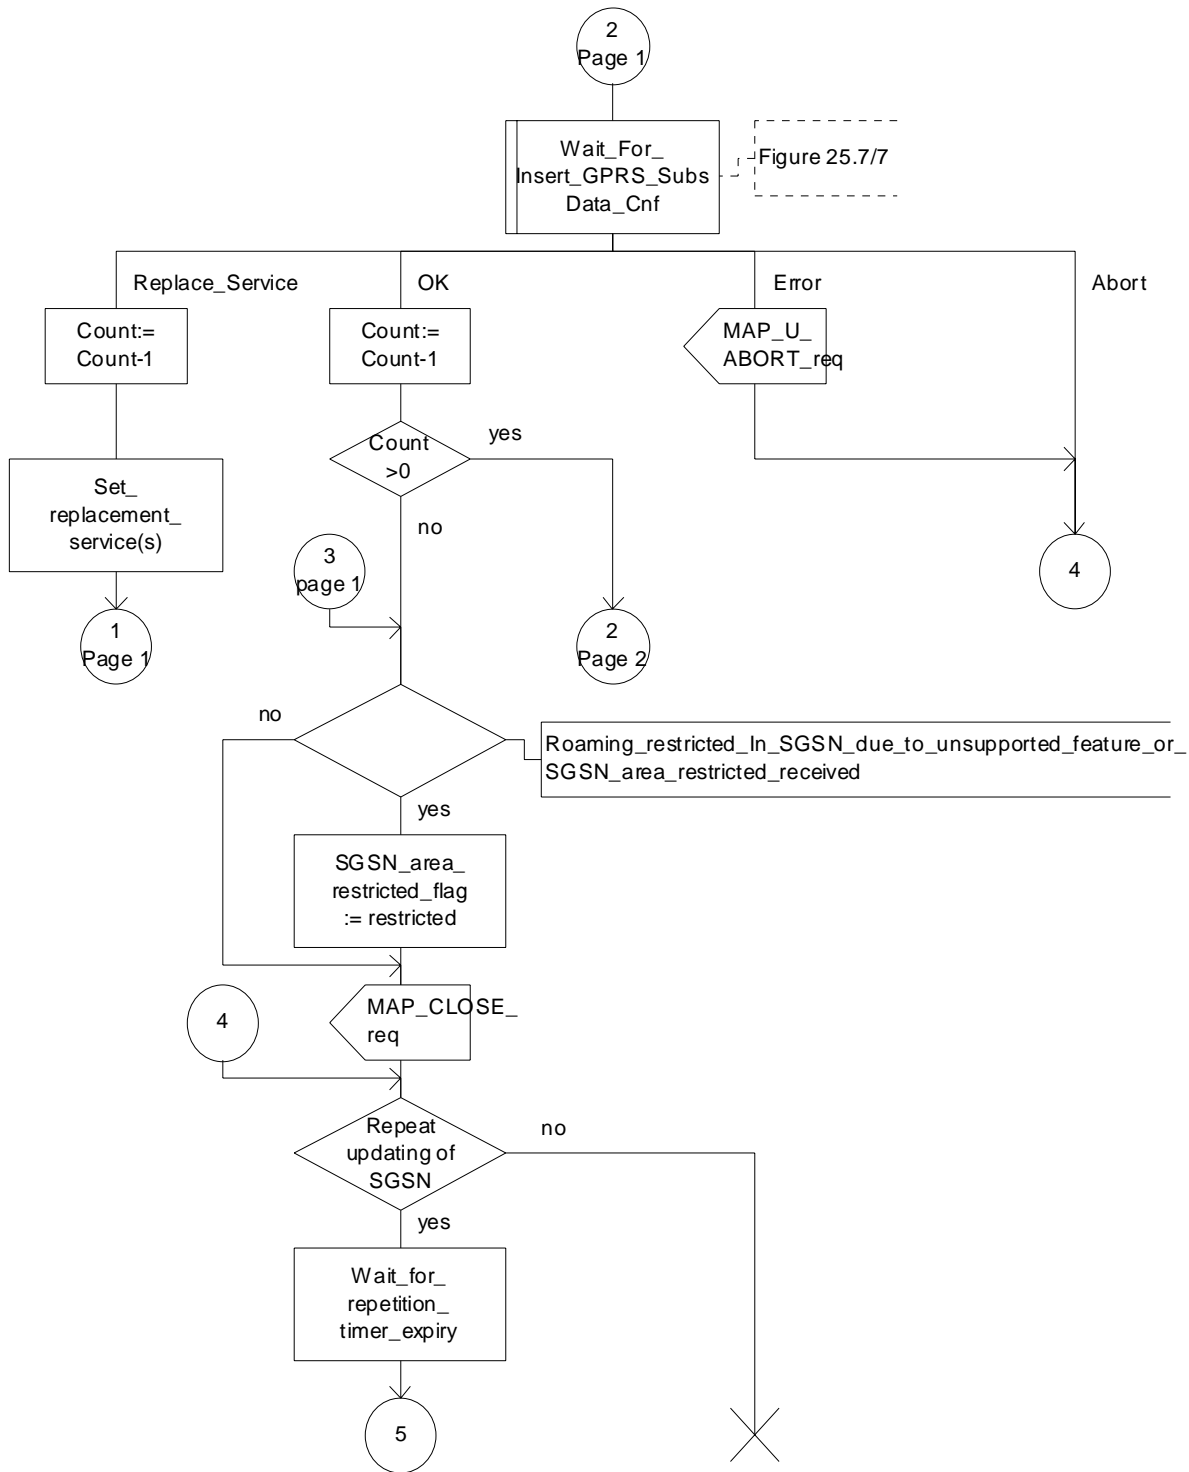 2
Page 1
Wait_For_
Insert_GPRS_Subs
Data_Cnf
Figure 25.7/7
Replace_Service
OK
Error
Abort
Count:=
Count-1
Count:=
Count-1
MAP_U_
ABORT_req
Count
>0
yes
Set_
replacement_
service(s)
no
3
page 1
4
1
Page 1
2
Page 2
no
Roaming_restricted_In_SGSN_due_to_unsupported_feature_or_
SGSN_area_restricted_received
yes
SGSN_area_
restricted_flag
:= restricted
4
MAP_CLOSE_
req
Repeat
updating of
SGSN
no
yes
Wait_for_
repetition_
timer_expiry
5